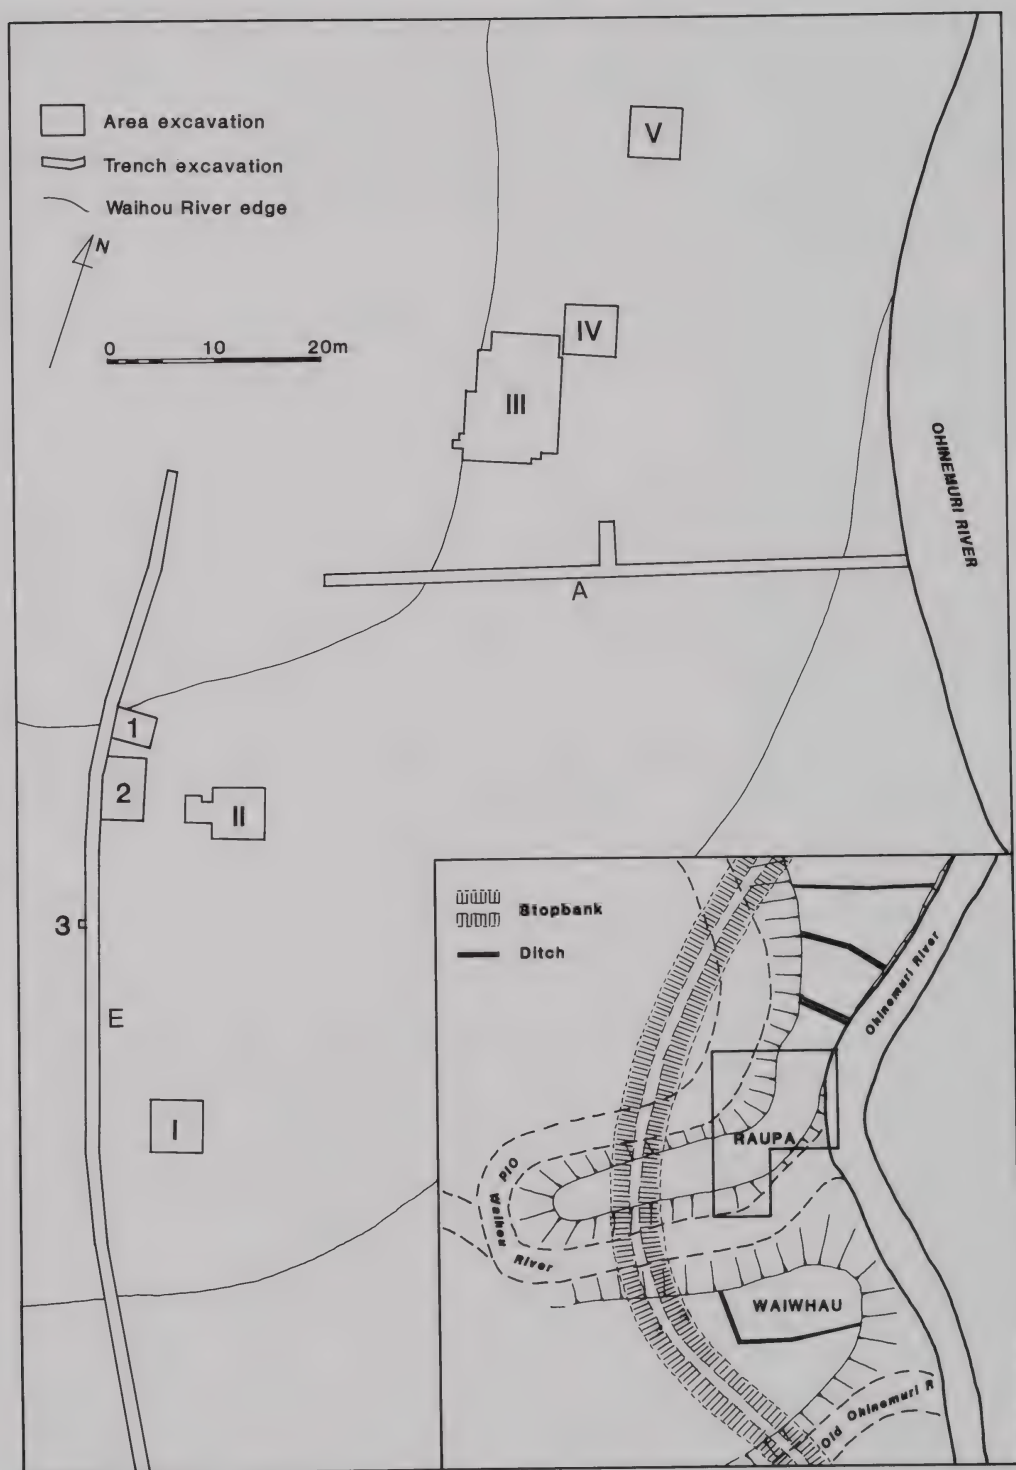 Area excavation
Trench excavation
Waihou River edge
N
0 10 20m
V
IV
III
OHINEMURI RIVER
A
1
2
II
3
E
I
Stopbank
Ditch
Ohinemuri River
RAUPA
Old
Waihou
River
WAIWHAU
Old Ohinemuri R